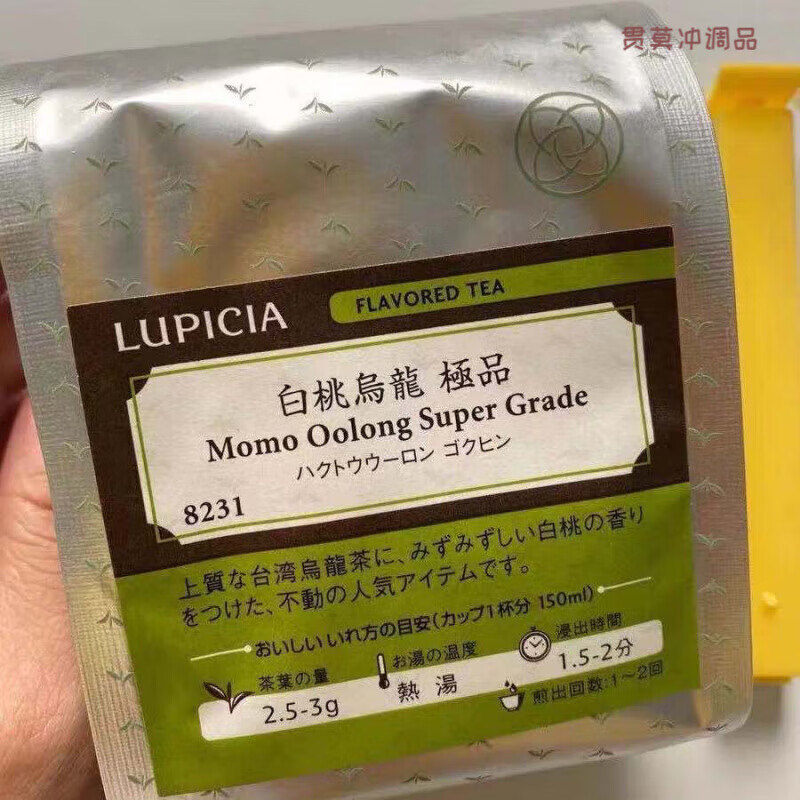 贯莫冲调品
LUPICIA
FLAVORED TEA
白桃烏龍 極品
Momo Oolong Super Grade
ハクトウウーロン ゴクヒン
8231
上質な台湾烏龍茶に、みずみずしい白桃の香り
をつけた、不動の人気アイテムです。
おいしいいれ方の目安(カップ1杯分 150ml)
茶葉の量
2.5-3g
お湯の温度
熱湯
浸出時間
1.5-2分
煎出回数:1～2回